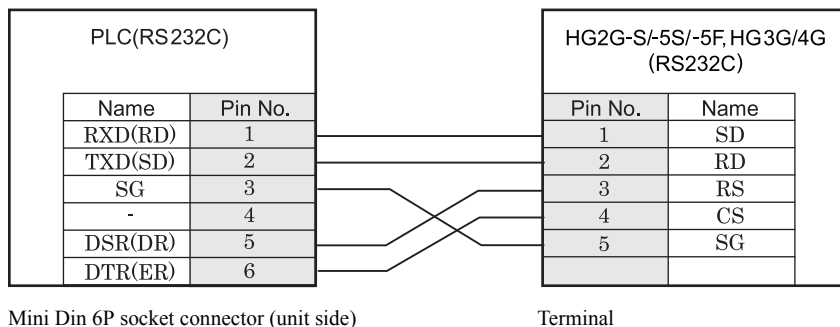 PLC(RS232C)
HG2G-S/-5S/-5F, HG3G/4G
(RS232C)
Name Pin No.
RXD(RD) 1
TXD(SD) 2
SG 3
- 4
DSR(DR) 5
DTR(ER) 6
Pin No. Name
1 SD
2 RD
3 RS
4 CS
5 SG
Mini Din 6P socket connector (unit side)
Terminal